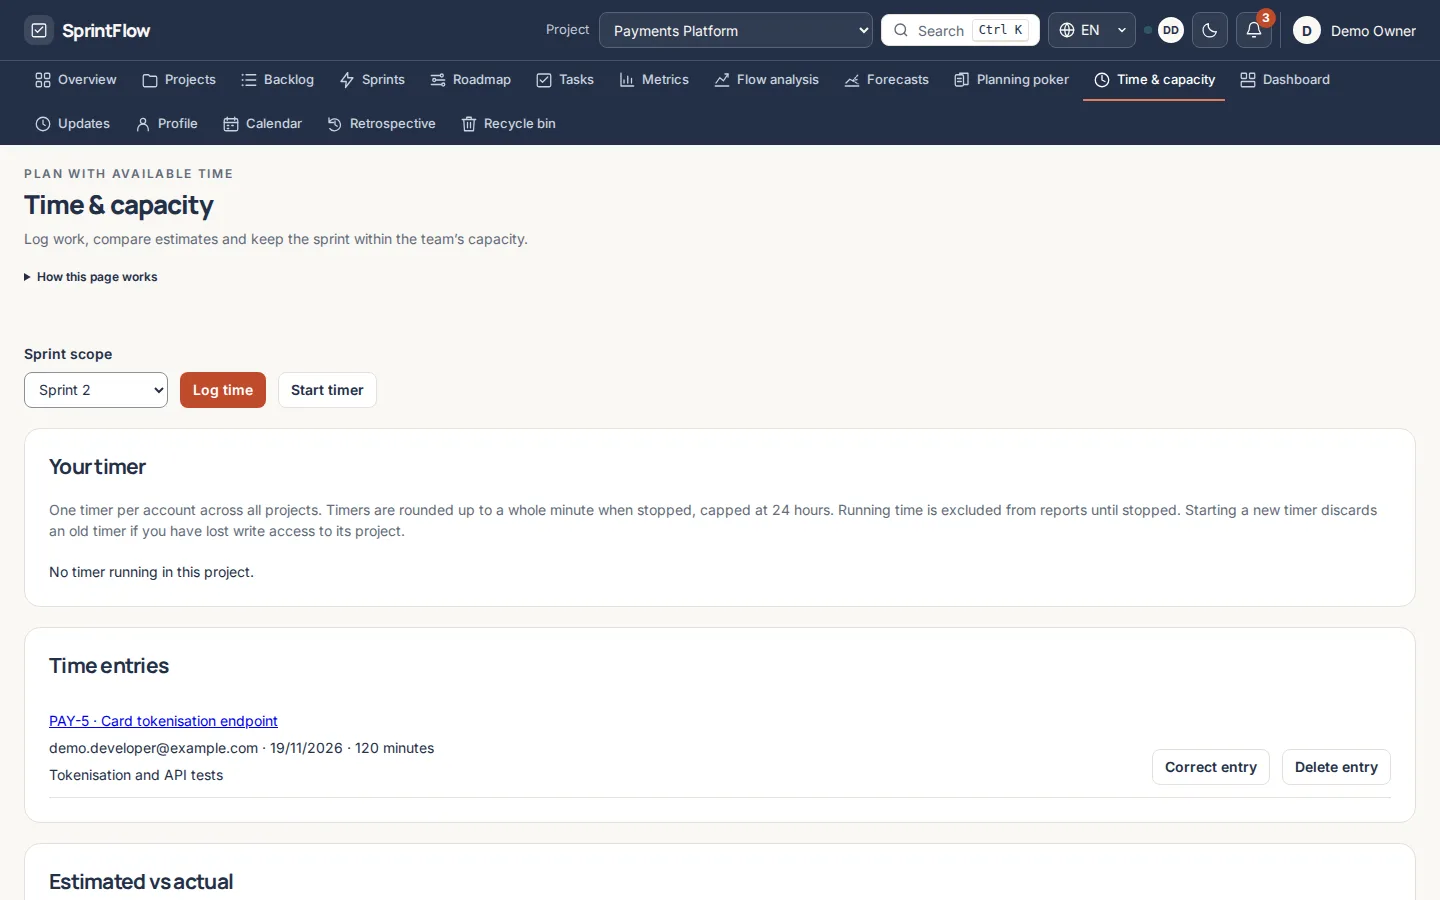 SprintFlow
Project
Payments Platform
Search Ctrl K
EN
DD
3
D
Demo Owner
Overview
Projects
Backlog
Sprints
Roadmap
Tasks
Metrics
Flow analysis
Forecasts
Planning poker
Time & capacity
Dashboard
Updates
Profile
Calendar
Retrospective
Recycle bin
PLAN WITH AVAILABLE TIME
Time & capacity
Log work, compare estimates and keep the sprint within the team’s capacity.
How this page works
Sprint scope
Sprint 2
Log time
Start timer
Your timer
One timer per account across all projects. Timers are rounded up to a whole minute when stopped, capped at 24 hours. Running time is excluded from reports until stopped. Starting a new timer discards
an old timer if you have lost write access to its project.
No timer running in this project.
Time entries
PAY-5 · Card tokenisation endpoint
demo.developer@example.com · 19/11/2026 · 120 minutes
Tokenisation and API tests
Correct entry
Delete entry
Estimated vs actual